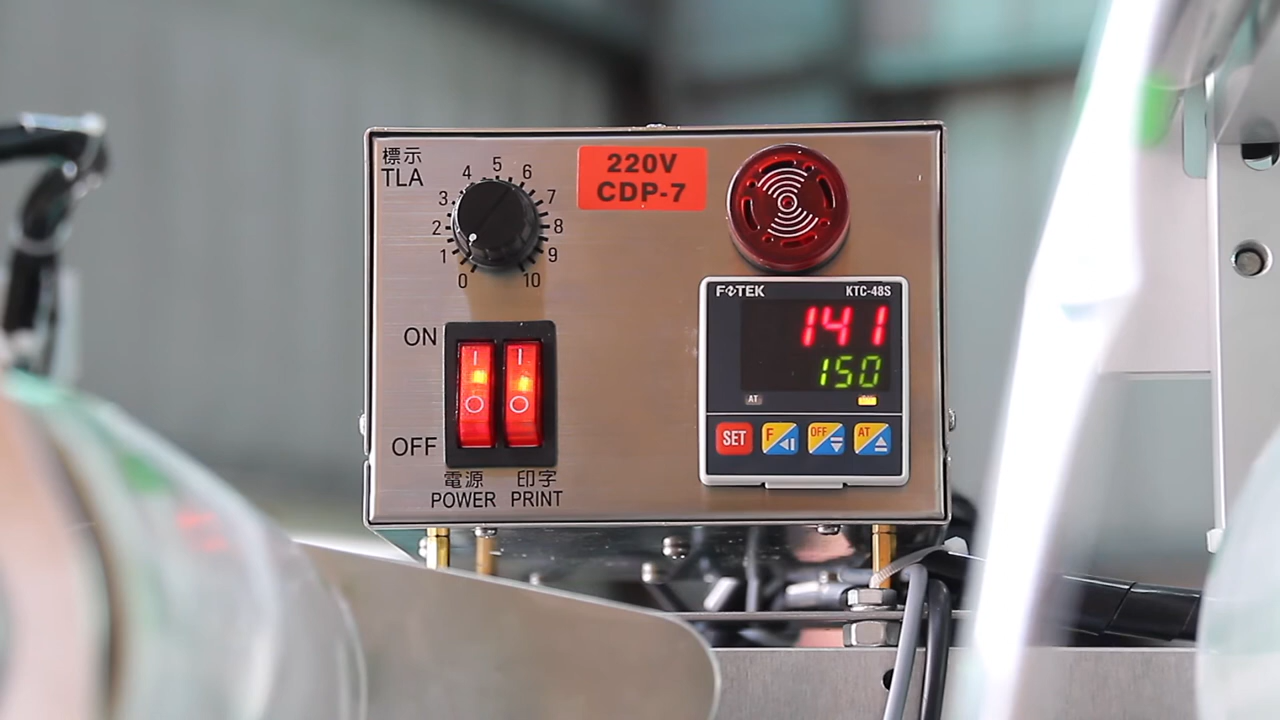 標示
TLA
0 1 2 3 4 5 6 7 8 9 10
220V
CDP-7
ON
OFF
電源
POWER
印字
PRINT
FOTEK
KTC-48S
141
150
AT
SET
F
OFF
AT